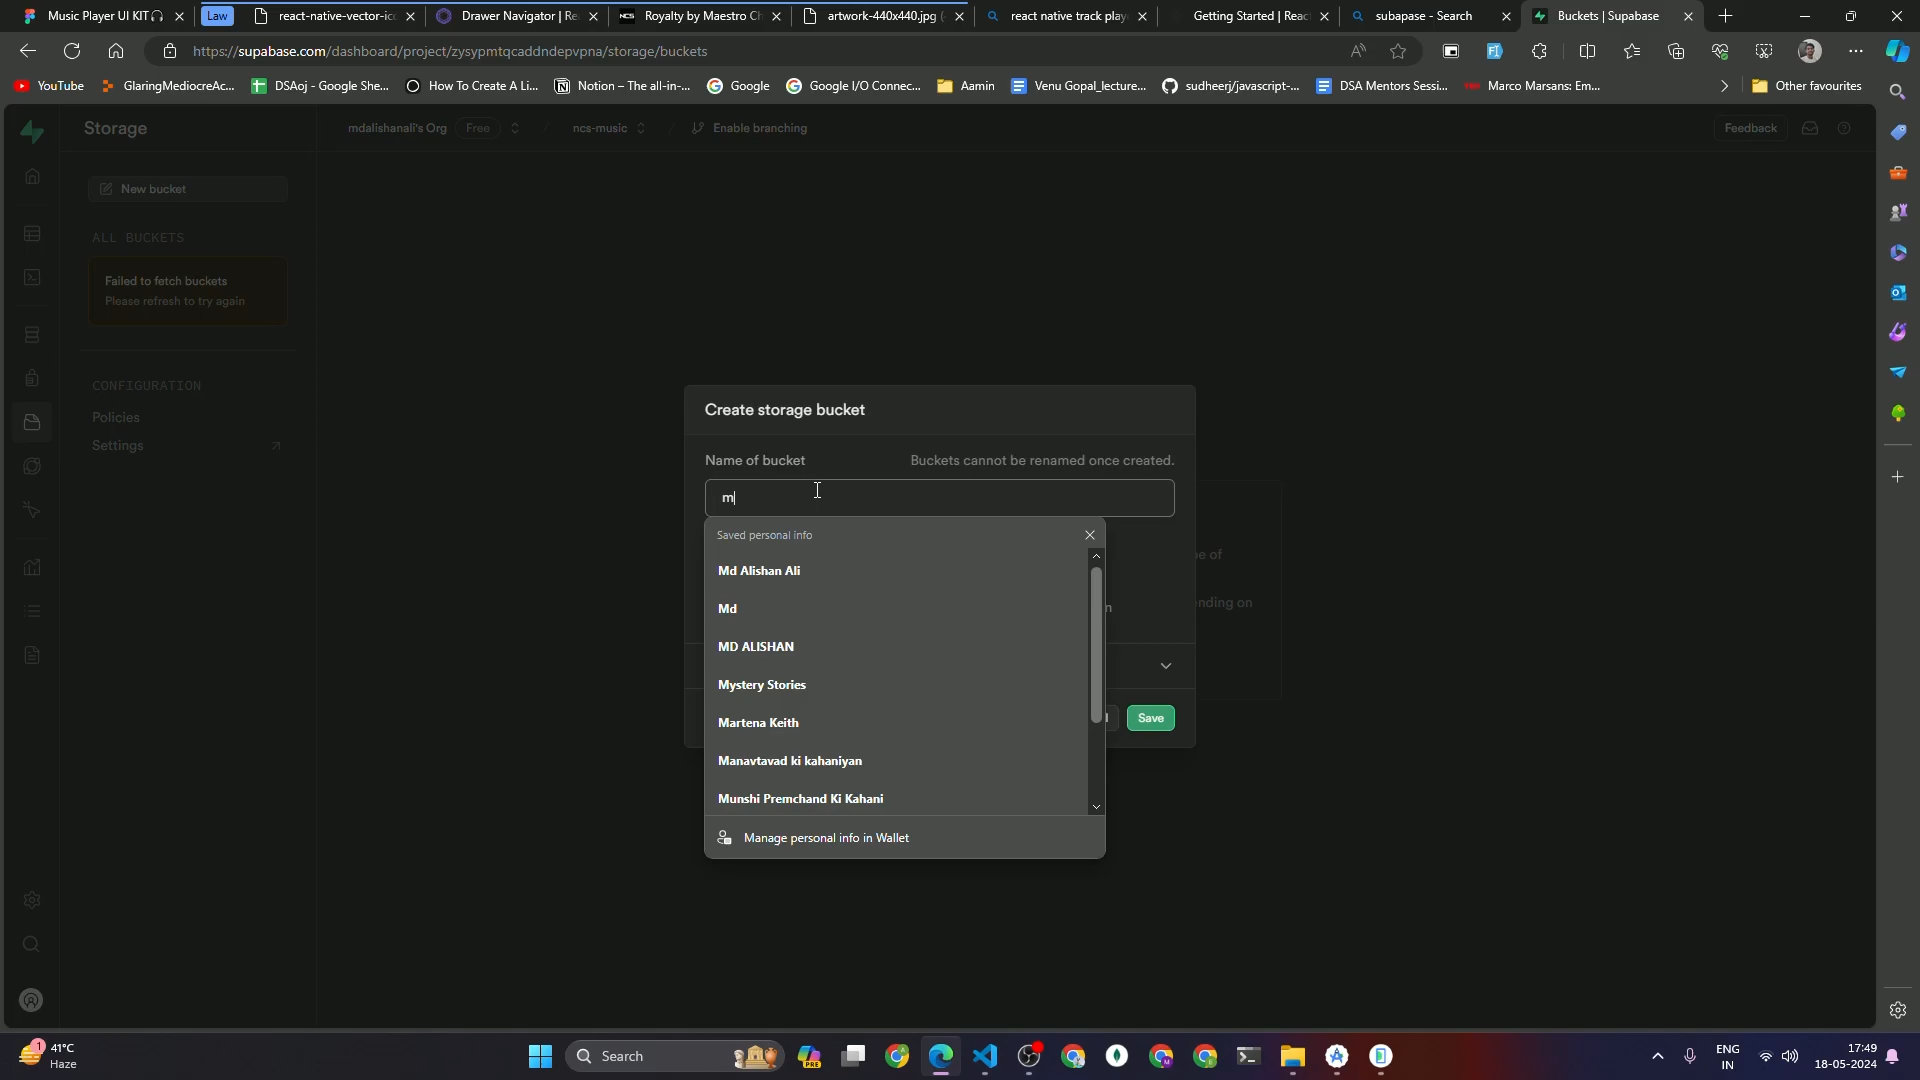 Music Player UI KIT
Law
react-native-vector-ic
Drawer Navigator | Re
NCS
Royalty by Maestro C
artwork-440x440.jpg (
react native track play
Getting Started | Reac
subapase - Search
Buckets | Supabase
https://supabase.com/dashboard/project/zysypmtqcaddndepvpna/storage/buckets
YouTube
GlaringMediocreAc...
DSAoj - Google She...
How To Create A Li...
Notion – The all-in-...
Google
Google I/O Connec...
Aamin
Venu Gopal_lecture...
sudheerj/javascript-...
DSA Mentors Sessi...
Marco Marsans: Em...
Other favourites
Storage
mdalishanali's Org
Free
/
ncs-music
/
Enable branching
Feedback
New bucket
ALL BUCKETS
Failed to fetch buckets
Please refresh to try again
CONFIGURATION
Policies
Settings
Create storage bucket
Name of bucket
Buckets cannot be renamed once created.
m
Saved personal info
Md Alishan Ali
Md
MD ALISHAN
Mystery Stories
Martena Keith
Manavtavad ki kahaniyan
Munshi Premchand Ki Kahani
Manage personal info in Wallet
of
n
ending on
Save
1
41°C
Haze
Search
PRE
ENG
IN
17:49
18-05-2024